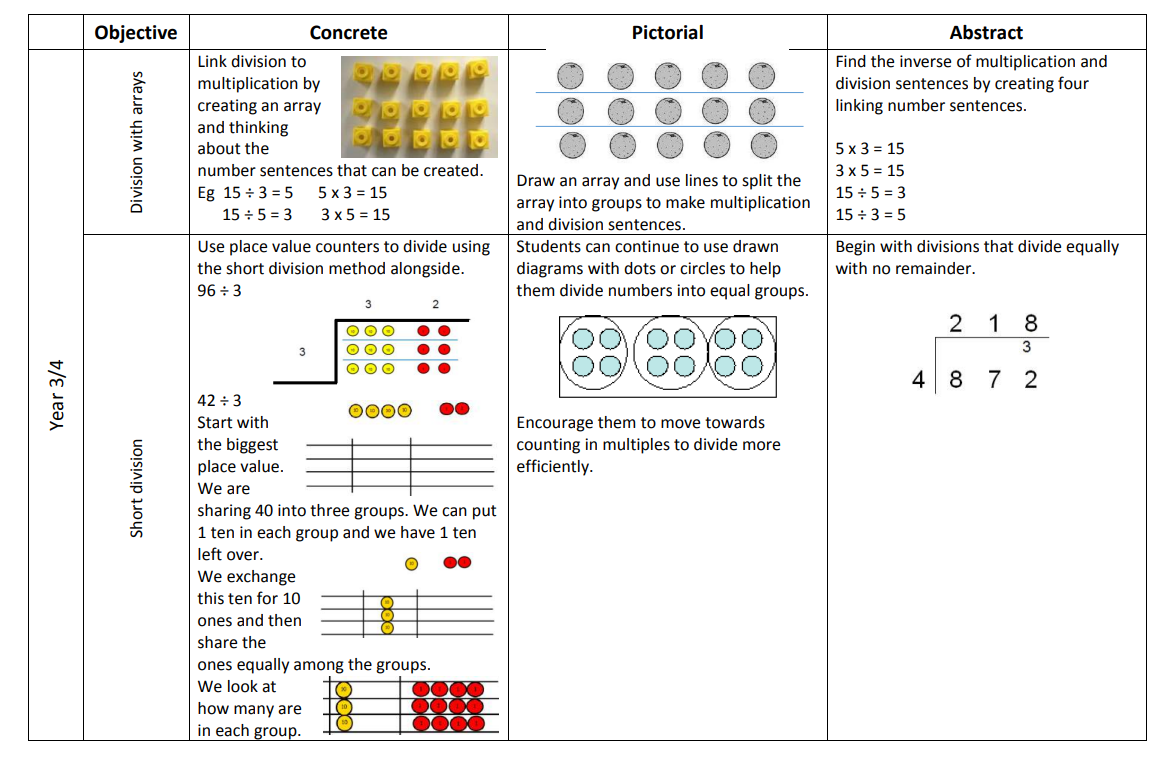 Objective
Concrete
Pictorial
Abstract
Year 3/4
Division with arrays
Link division to
multiplication by
creating an array
and thinking
about the
number sentences that can be created.
Eg 15 ÷ 3 = 5 5 x 3 = 15
15 ÷ 5 = 3 3 x 5 = 15
Draw an array and use lines to split the
array into groups to make multiplication
and division sentences.
Find the inverse of multiplication and
division sentences by creating four
linking number sentences.
5 x 3 = 15
3 x 5 = 15
15 ÷ 5 = 3
15 ÷ 3 = 5
Short division
Use place value counters to divide using
the short division method alongside.
96 ÷ 3
3 2
3
42 ÷ 3
Start with
the biggest
place value.
We are
sharing 40 into three groups. We can put
1 ten in each group and we have 1 ten
left over.
We exchange
this ten for 10
ones and then
share the
ones equally among the groups.
We look at
how many are
in each group.
Students can continue to use drawn
diagrams with dots or circles to help
them divide numbers into equal groups.
Encourage them to move towards
counting in multiples to divide more
efficiently.
Begin with divisions that divide equally
with no remainder.
2 1 8
3
4 8 7 2